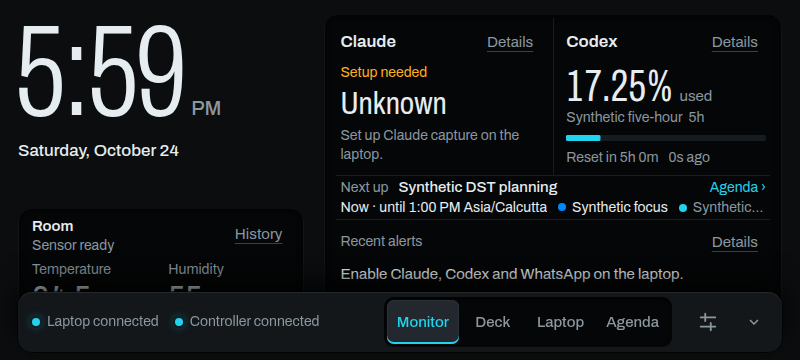 5:59 PM
Saturday, October 24
Claude Details
Setup needed
Unknown
Set up Claude capture on the
laptop.
Codex Details
17.25% used
Synthetic five-hour 5h
Reset in 5h 0m 0s ago
Next up Synthetic DST planning Agenda ›
Now · until 1:00 PM Asia/Calcutta Synthetic focus Synthetic...
Recent alerts Details
Enable Claude, Codex and WhatsApp on the laptop.
Room History
Sensor ready
Temperature Humidity
Laptop connected Controller connected
Monitor Deck Laptop Agenda